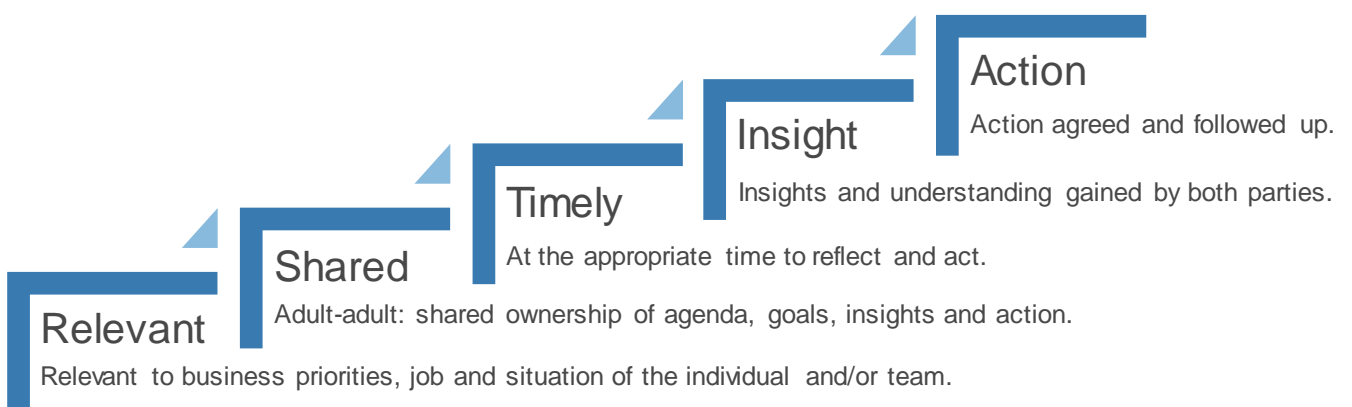 Action
Action agreed and followed up.
Insight
Insights and understanding gained by both parties.
Timely
At the appropriate time to reflect and act.
Shared
Adult-adult: shared ownership of agenda, goals, insights and action.
Relevant
Relevant to business priorities, job and situation of the individual and/or team.